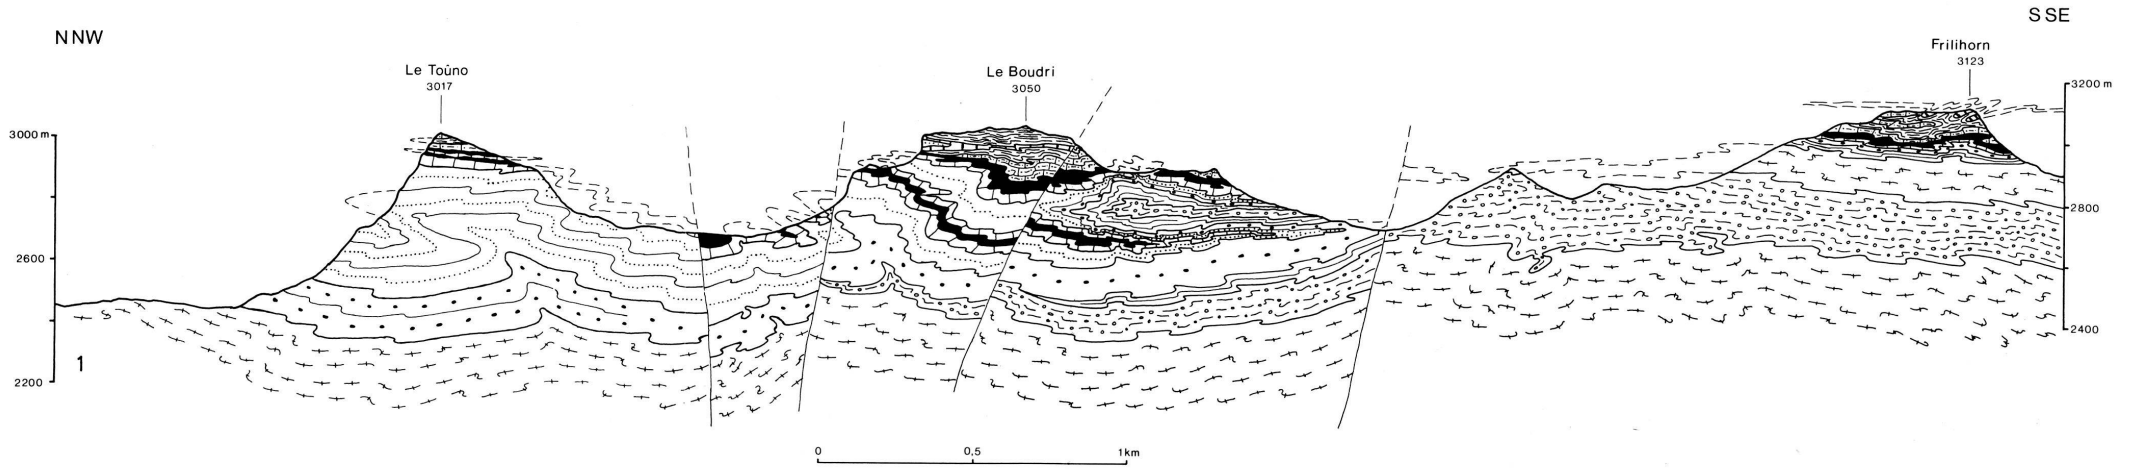 NNW
SSE
Le Toûno
3017
Le Boudri
3050
Frilihorn
3123
3000 m
2600
2200
3200 m
2800
2400
1
0
0,5
1km